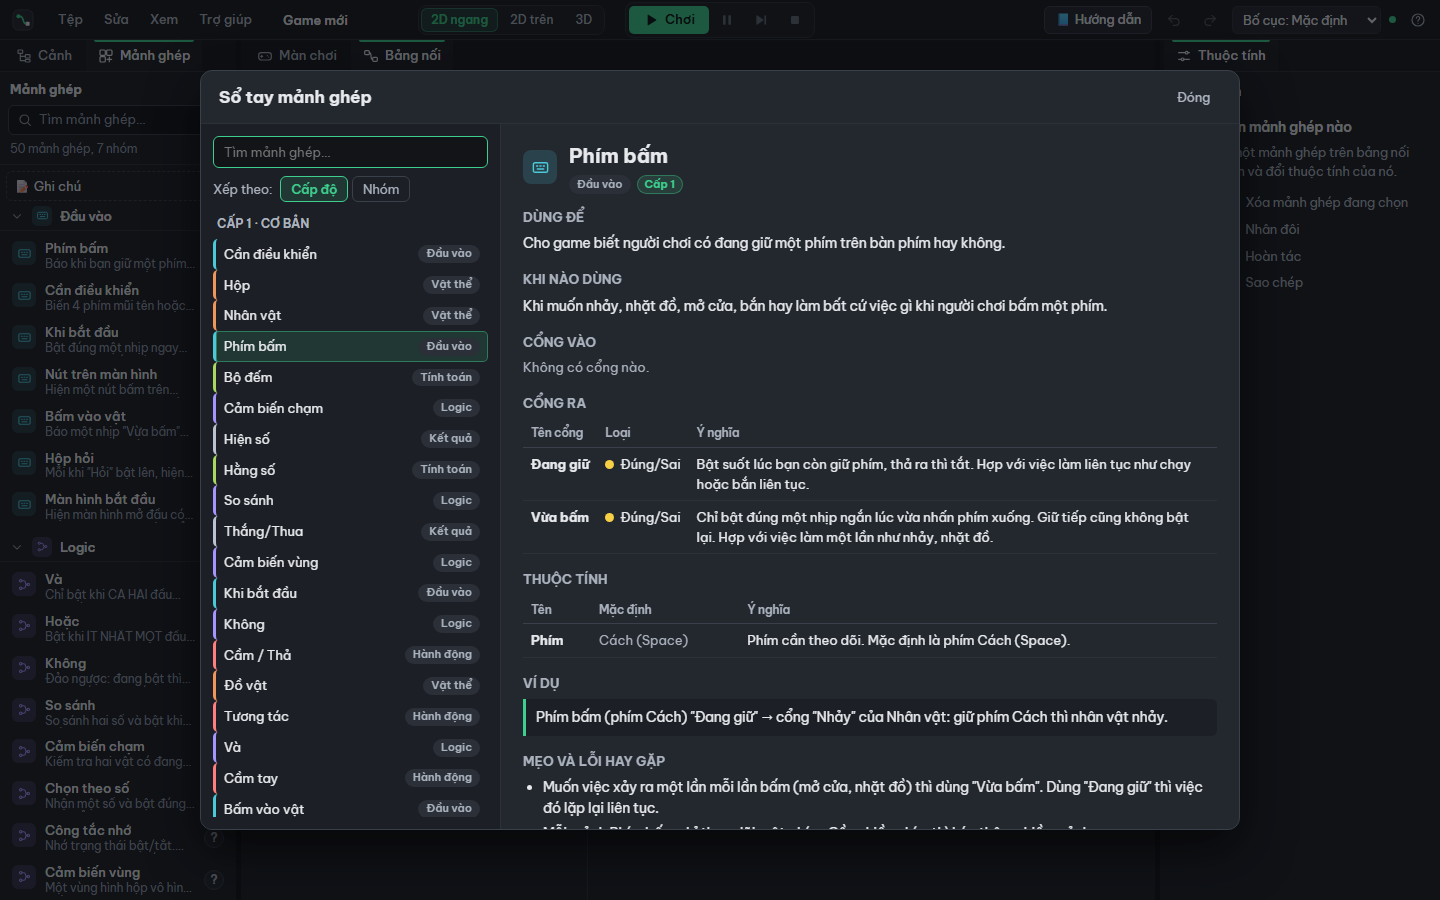 Tệp Sửa Xem Trợ giúp Game mới 2D ngang 2D trên 3D Chơi Hướng dẫn Bố cục: Mặc định
Cảnh Mảnh ghép Màn chơi Bảng nối Thuộc tính
Mảnh ghép
Tìm mảnh ghép...
50 mảnh ghép, 7 nhóm
Ghi chú
Đầu vào
Phím bấm
Báo khi bạn giữ một phím...
Cần điều khiển
Biến 4 phím mũi tên hoặc...
Khi bắt đầu
Bật đúng một nhịp ngay...
Nút trên màn hình
Hiện một nút bấm trên...
Bấm vào vật
Báo một nhịp "Vừa bấm"...
Hộp hỏi
Mỗi khi "Hỏi" bật lên, hiện...
Màn hình bắt đầu
Hiện màn hình mở đầu có...
Logic
Và
Chỉ bật khi CẢ HAI đầu...
Hoặc
Bật khi ÍT NHẤT MỘT đầu...
Không
Đảo ngược: đang bật thì...
So sánh
So sánh hai số và bật khi...
Cảm biến chạm
Kiểm tra hai vật có đang...
Chọn theo số
Nhận một số và bật đúng...
Công tắc nhớ
Nhớ trạng thái bật/tắt....
?
Cảm biến vùng
Một vùng hình hộp vô hìn...
?
Sổ tay mảnh ghép
Đóng
Tìm mảnh ghép...
Xếp theo: Cấp độ Nhóm
CẤP 1 · CƠ BẢN
Cần điều khiển Đầu vào
Hộp Vật thể
Nhân vật Vật thể
Phím bấm Đầu vào
Bộ đếm Tính toán
Cảm biến chạm Logic
Hiện số Kết quả
Hằng số Tính toán
So sánh Logic
Thắng/Thua Kết quả
Cảm biến vùng Logic
Khi bắt đầu Đầu vào
Không Logic
Cầm / Thả Hành động
Đồ vật Vật thể
Tương tác Hành động
Và Logic
Cầm tay Hành động
Bấm vào vật Đầu vào
Phím bấm
Đầu vào Cấp 1
DÙNG ĐỂ
Cho game biết người chơi có đang giữ một phím trên bàn phím hay không.
KHI NÀO DÙNG
Khi muốn nhảy, nhặt đồ, mở cửa, bắn hay làm bất cứ việc gì khi người chơi bấm một phím.
CỔNG VÀO
Không có cổng nào.
CỔNG RA
Tên cổng Loại Ý nghĩa
Đang giữ Đúng/Sai Bật suốt lúc bạn còn giữ phím, thả ra thì tắt. Hợp với việc làm liên tục như chạy
hoặc bắn liên tục.
Vừa bấm Đúng/Sai Chỉ bật đúng một nhịp ngắn lúc vừa nhấn phím xuống. Giữ tiếp cũng không bật
lại. Hợp với việc làm một lần như nhảy, nhặt đồ.
THUỘC TÍNH
Tên Mặc định Ý nghĩa
Phím Cách (Space) Phím cần theo dõi. Mặc định là phím Cách (Space).
VÍ DỤ
Phím bấm (phím Cách) "Đang giữ" → cổng "Nhảy" của Nhân vật: giữ phím Cách thì nhân vật nhảy.
MẸO VÀ LỖI HAY GẶP
Muốn việc xảy ra một lần mỗi lần bấm (mở cửa, nhặt đồ) thì dùng "Vừa bấm". Dùng "Đang giữ" thì việc
đó lặp lại liên tục.
mảnh ghép nào
một mảnh ghép trên bảng nối
và đổi thuộc tính của nó.
Xóa mảnh ghép đang chọn
Nhân đôi
Hoàn tác
Sao chép